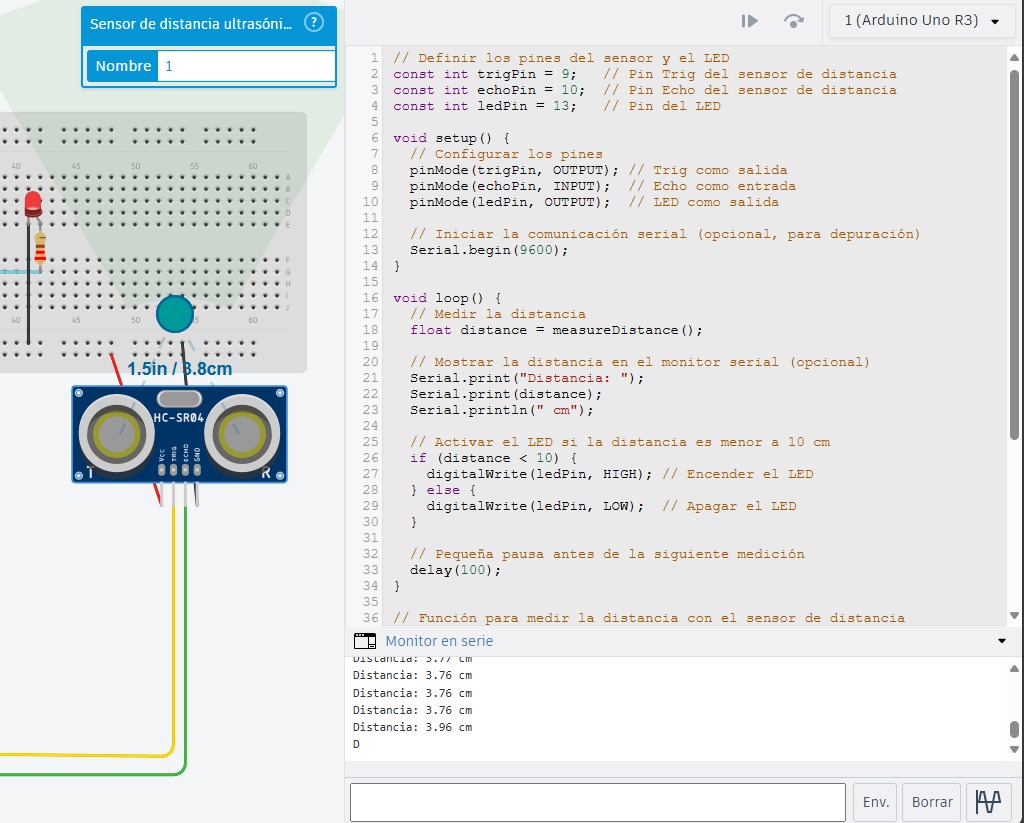 Sensor de distancia ultrasóni... ?
Nombre 1
40 45 50 55 60
A
B
C
D
E
F
G
H
I
J
40 45 50 55 60
1.5in / 3.8cm
HC-SR04
Vcc TRIG ECHO GND
T R
1 (Arduino Uno R3)
1 // Definir los pines del sensor y el LED
2 const int trigPin = 9;   // Pin Trig del sensor de distancia
3 const int echoPin = 10;  // Pin Echo del sensor de distancia
4 const int ledPin = 13;   // Pin del LED
5
6 void setup() {
7   // Configurar los pines
8   pinMode(trigPin, OUTPUT); // Trig como salida
9   pinMode(echoPin, INPUT);  // Echo como entrada
10   pinMode(ledPin, OUTPUT);  // LED como salida
11
12   // Iniciar la comunicación serial (opcional, para depuración)
13   Serial.begin(9600);
14 }
15
16 void loop() {
17   // Medir la distancia
18   float distance = measureDistance();
19
20   // Mostrar la distancia en el monitor serial (opcional)
21   Serial.print("Distancia: ");
22   Serial.print(distance);
23   Serial.println(" cm");
24
25   // Activar el LED si la distancia es menor a 10 cm
26   if (distance < 10) {
27     digitalWrite(ledPin, HIGH); // Encender el LED
28   } else {
29     digitalWrite(ledPin, LOW);  // Apagar el LED
30   }
31
32   // Pequeña pausa antes de la siguiente medición
33   delay(100);
34 }
35
36 // Función para medir la distancia con el sensor de distancia
Monitor en serie
Distancia: 3.77 cm
Distancia: 3.76 cm
Distancia: 3.76 cm
Distancia: 3.76 cm
Distancia: 3.96 cm
D
Env. Borrar